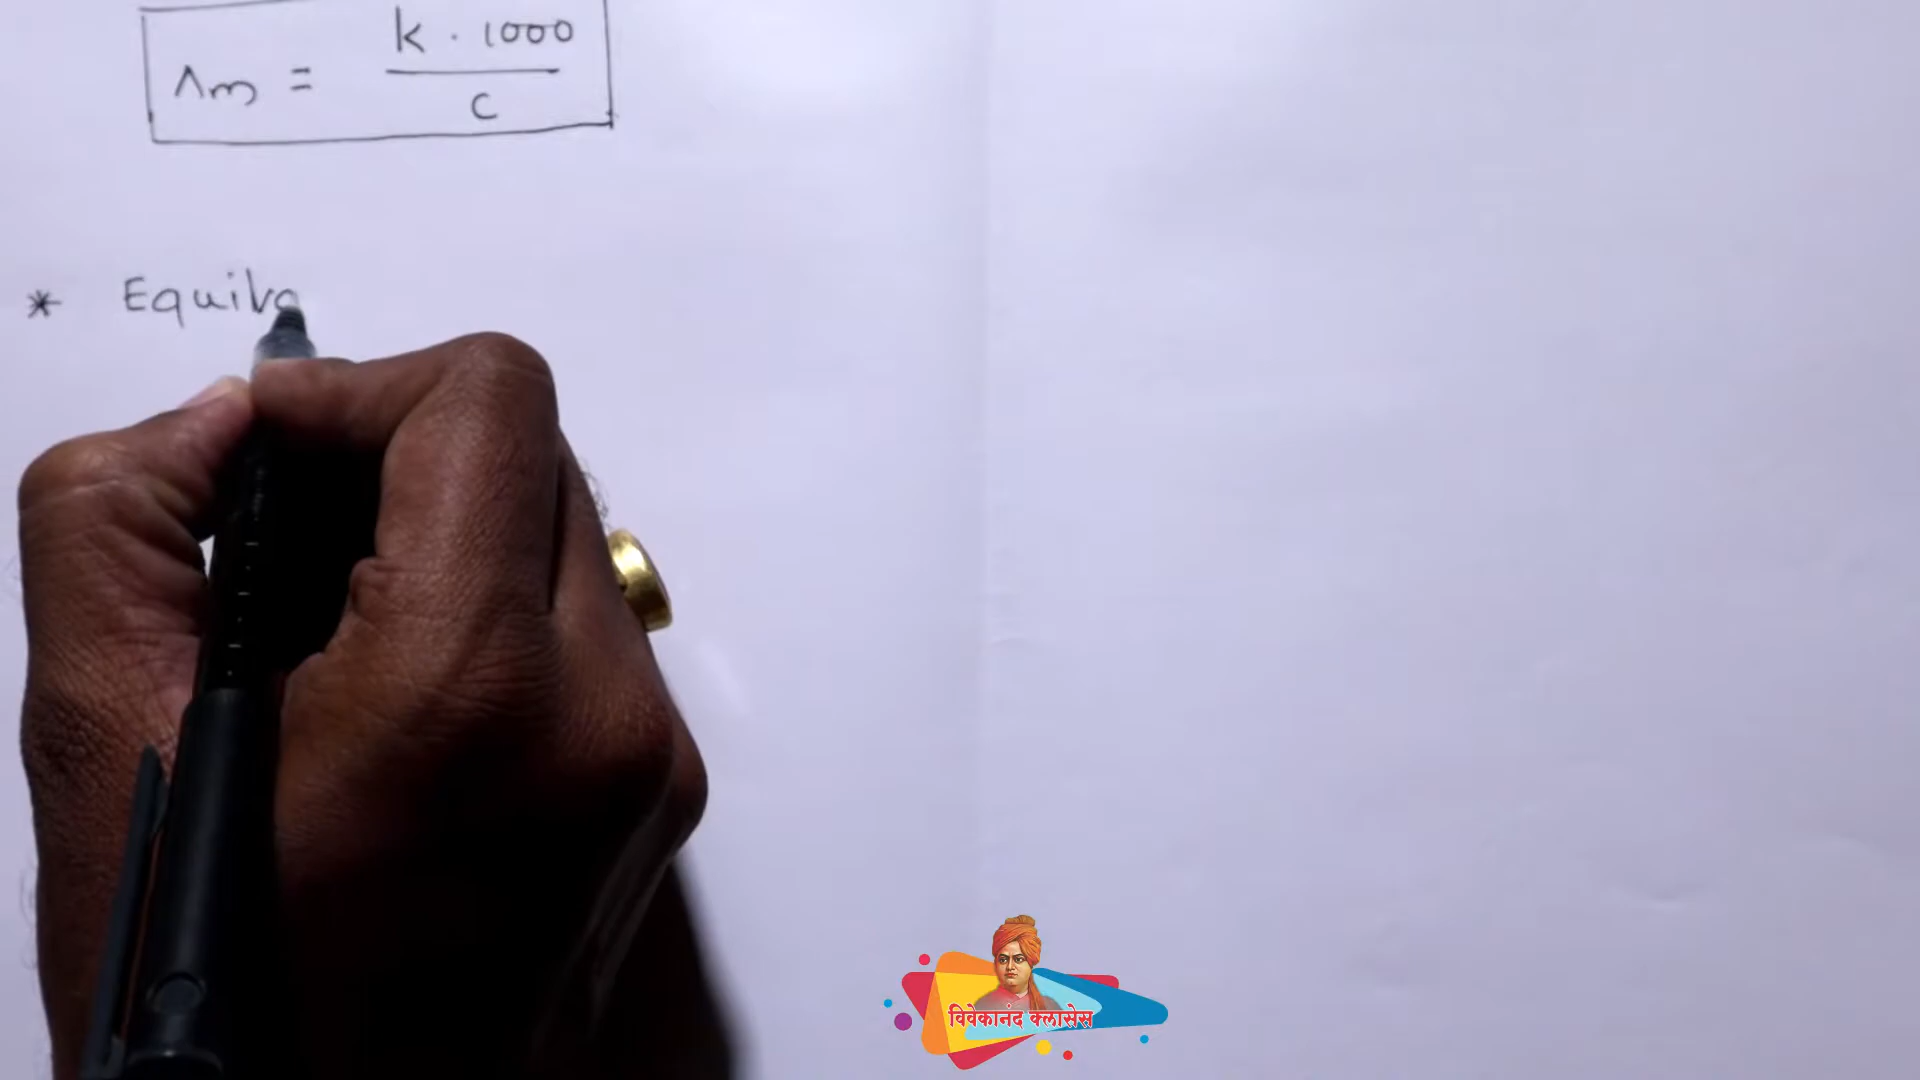 Λm = k · 1000 / c
* Equiva
विवेकानंद क्लासेस